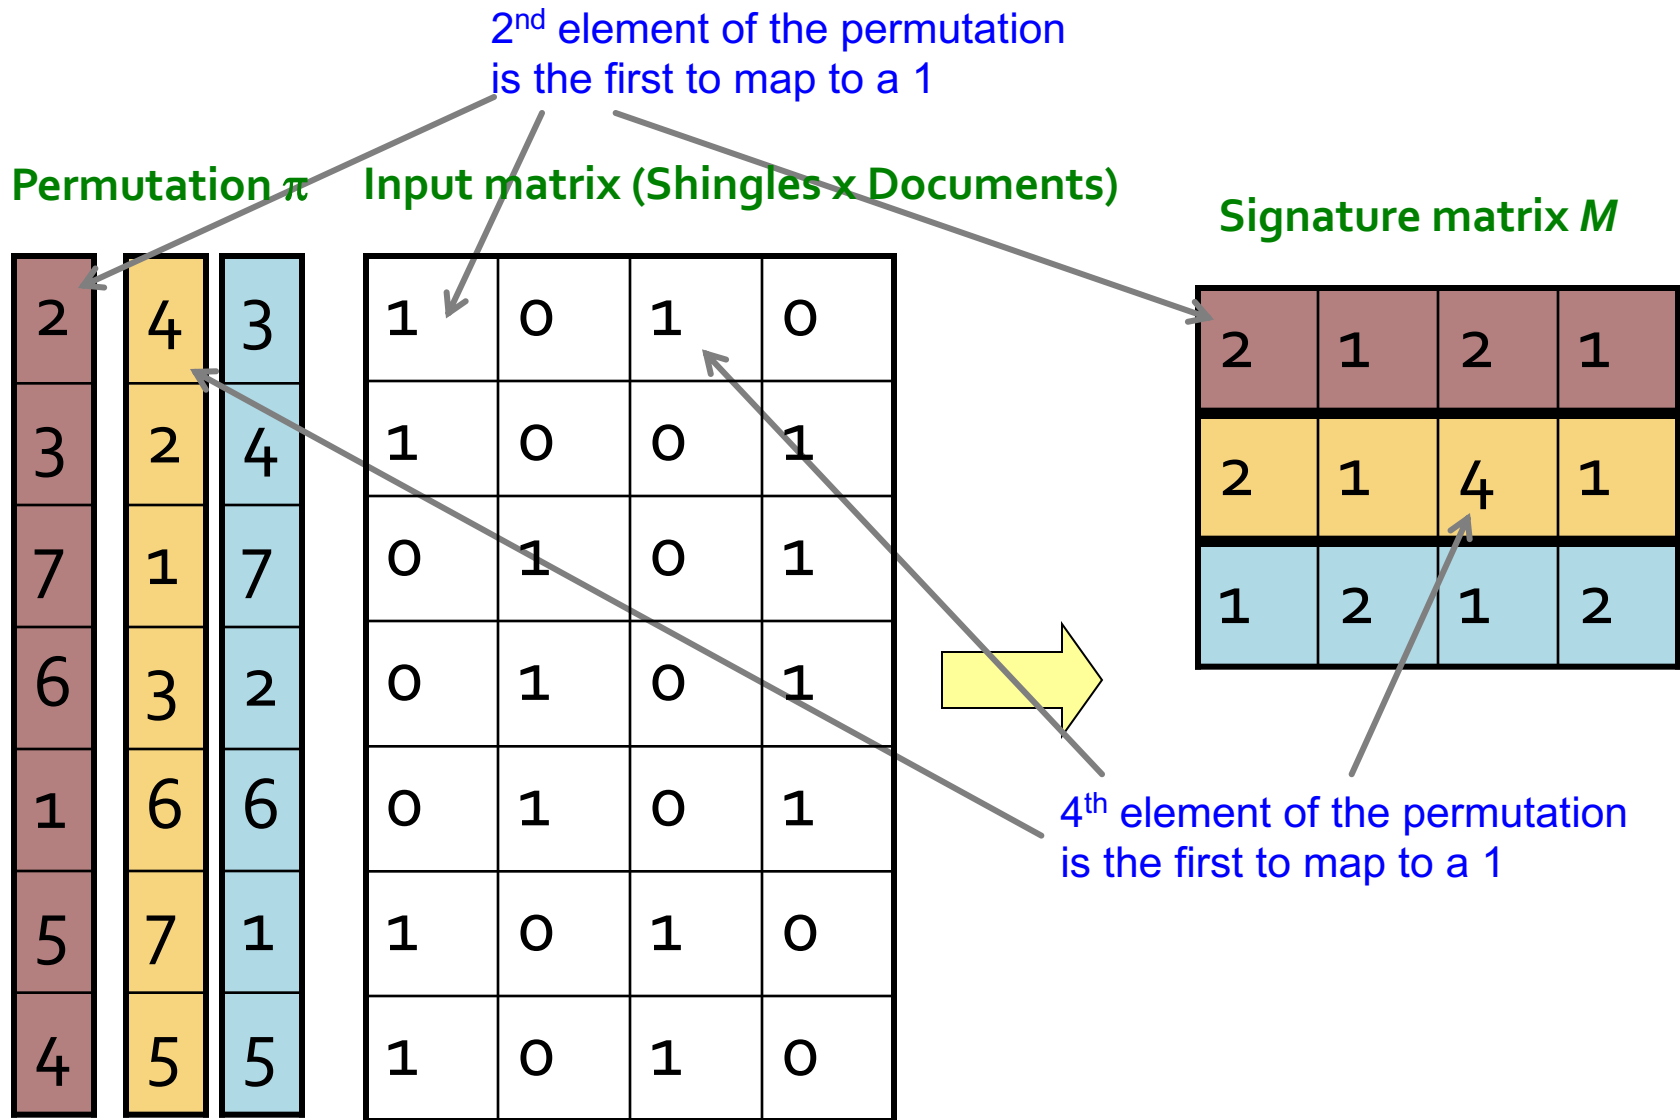 2nd element of the permutation
is the first to map to a 1
Permutation π
Input matrix (Shingles x Documents)
Signature matrix M
2 4 3 1 0 1 0
3 2 4 1 0 0 1
7 1 7 0 1 0 1
6 3 2 0 1 0 1
1 6 6 0 1 0 1
5 7 1 1 0 1 0
4 5 5 1 0 1 0
2 1 2 1
2 1 4 1
1 2 1 2
4th element of the permutation
is the first to map to a 1